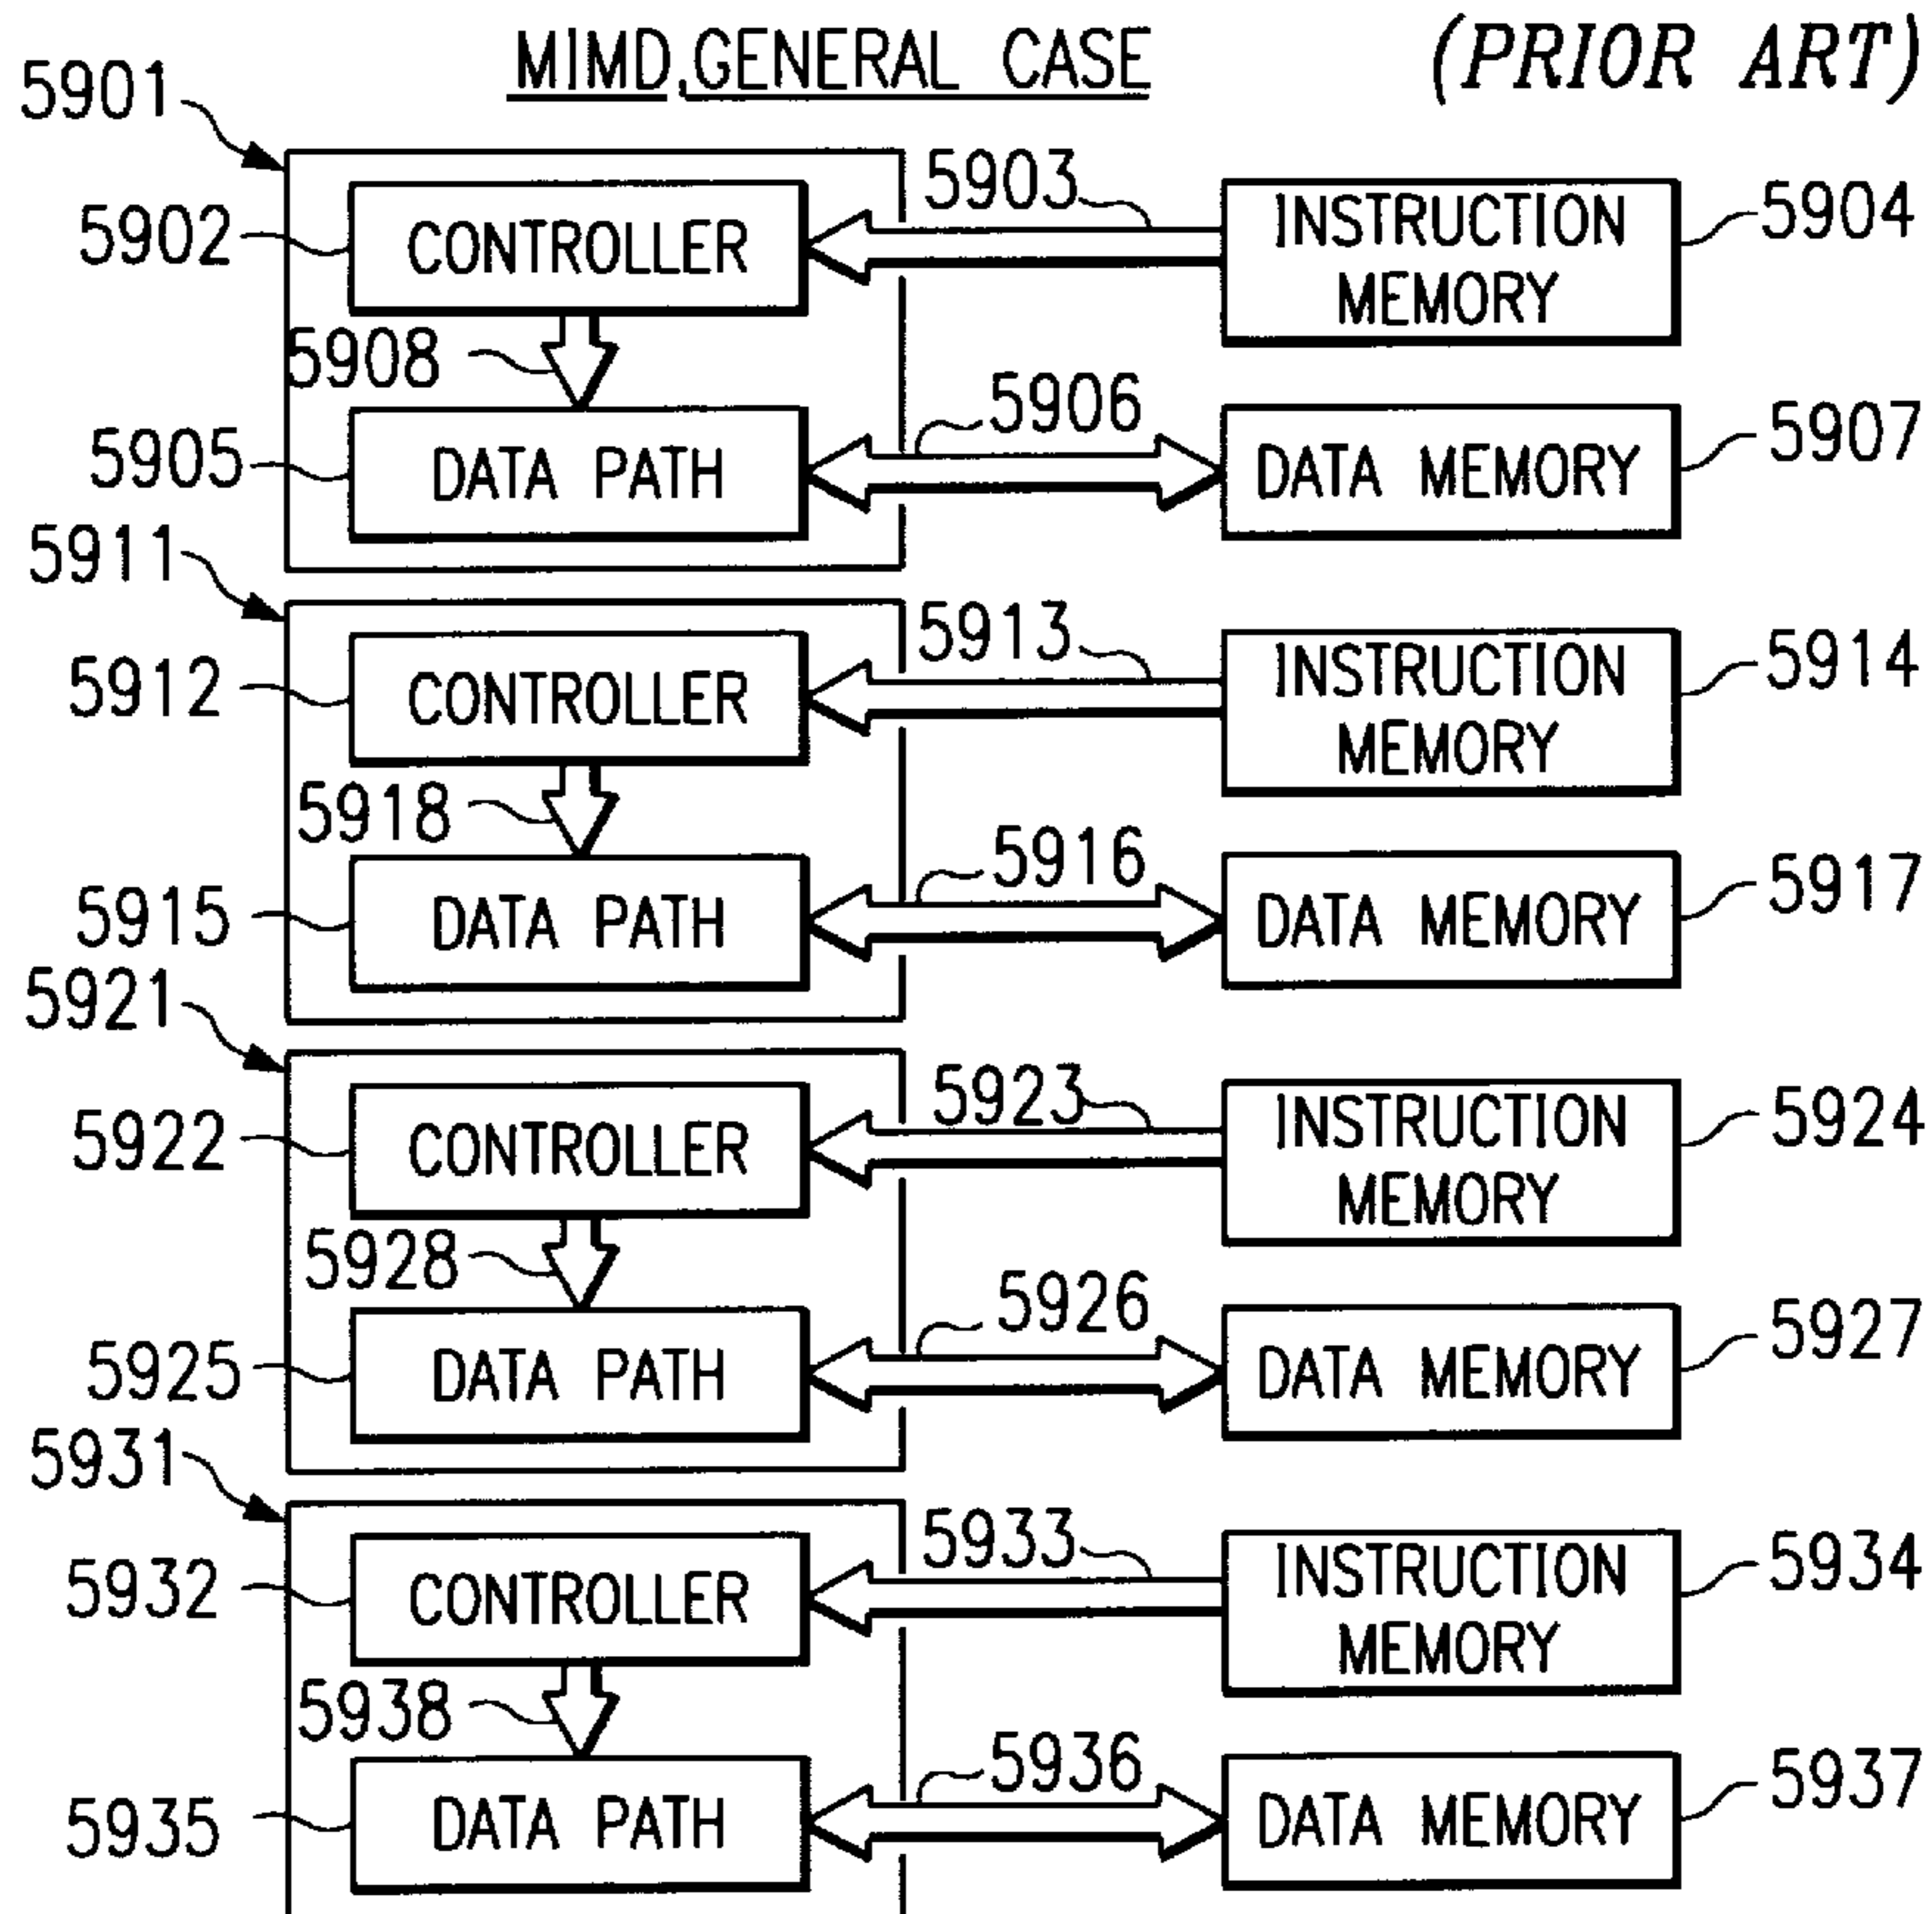 MIMD.GENERAL CASE
(PRIOR ART)
5901
5902
CONTROLLER
5903
INSTRUCTION
MEMORY
5904
5908
5905
DATA PATH
5906
DATA MEMORY
5907
5911
5912
CONTROLLER
5913
INSTRUCTION
MEMORY
5914
5918
5915
DATA PATH
5916
DATA MEMORY
5917
5921
5922
CONTROLLER
5923
INSTRUCTION
MEMORY
5924
5928
5925
DATA PATH
5926
DATA MEMORY
5927
5931
5932
CONTROLLER
5933
INSTRUCTION
MEMORY
5934
5938
5935
DATA PATH
5936
DATA MEMORY
5937